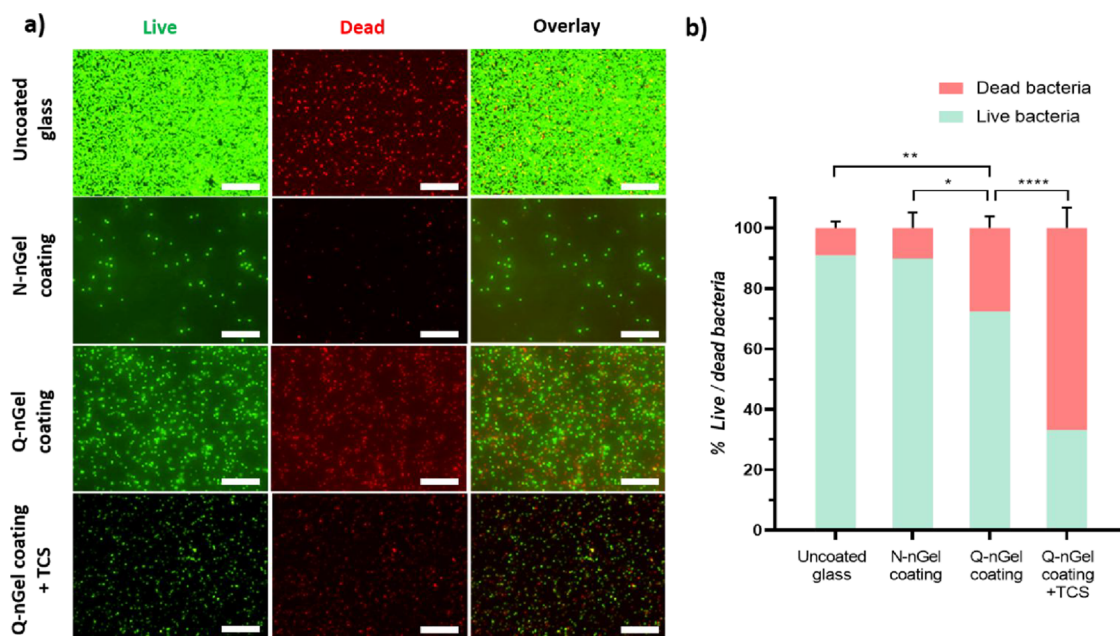 a)
Live
Dead
Overlay
Uncoated
glass
N-nGel
coating
Q-nGel
coating
Q-nGel coating
+ TCS
b)
Dead bacteria
Live bacteria
**
*
****
% Live / dead bacteria
100
80
60
40
20
0
Uncoated
glass
N-nGel
coating
Q-nGel
coating
Q-nGel
coating
+TCS